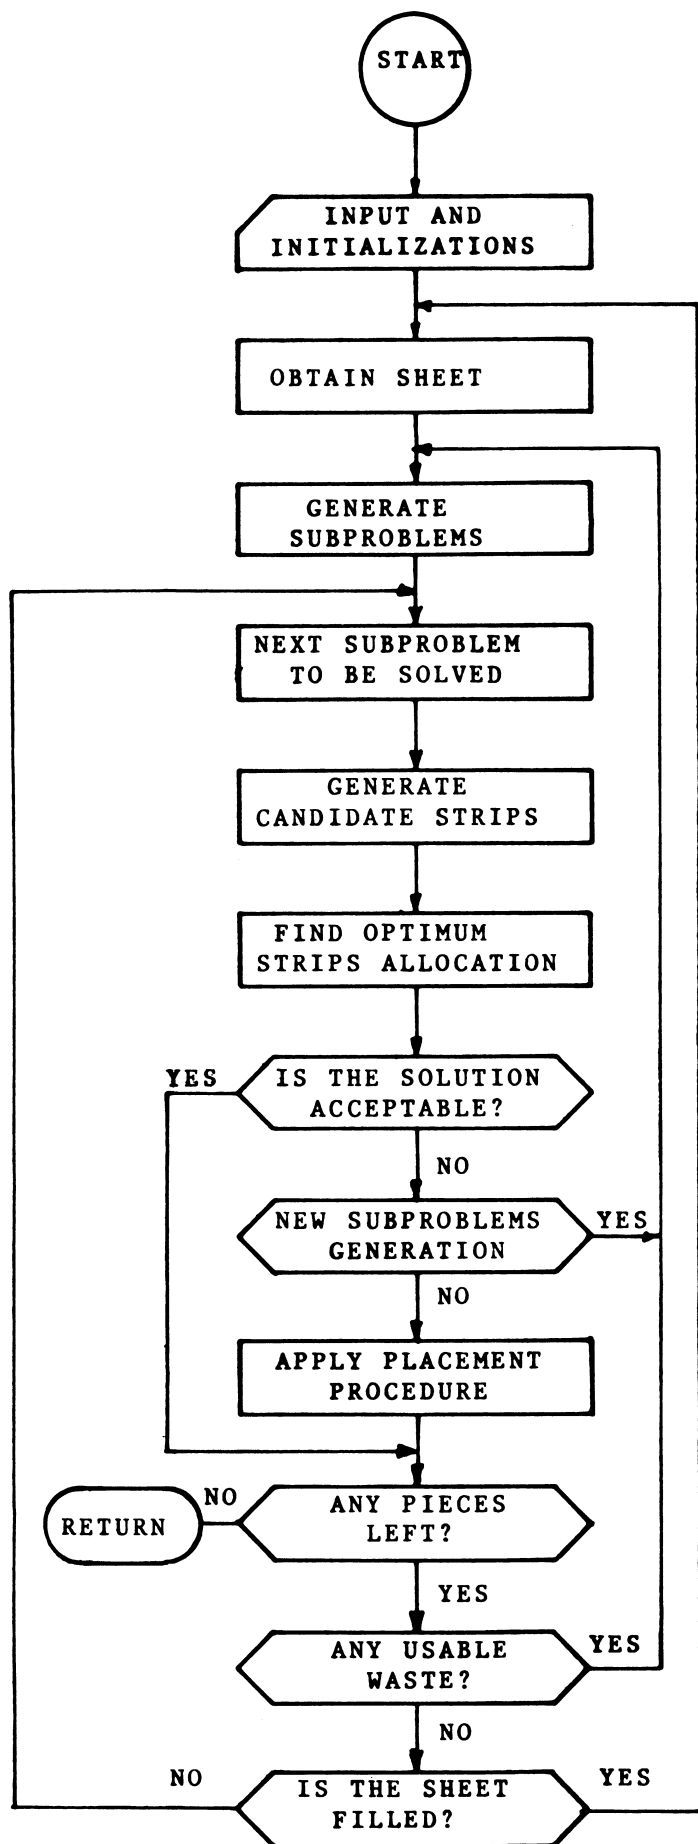 START
INPUT AND
INITIALIZATIONS
OBTAIN SHEET
GENERATE
SUBPROBLEMS
NEXT SUBPROBLEM
TO BE SOLVED
GENERATE
CANDIDATE STRIPS
FIND OPTIMUM
STRIPS ALLOCATION
YES
IS THE SOLUTION
ACCEPTABLE?
NO
NEW SUBPROBLEMS
GENERATION
YES
NO
APPLY PLACEMENT
PROCEDURE
NO
RETURN
ANY PIECES
LEFT?
YES
ANY USABLE
WASTE?
YES
NO
NO
IS THE SHEET
FILLED?
YES